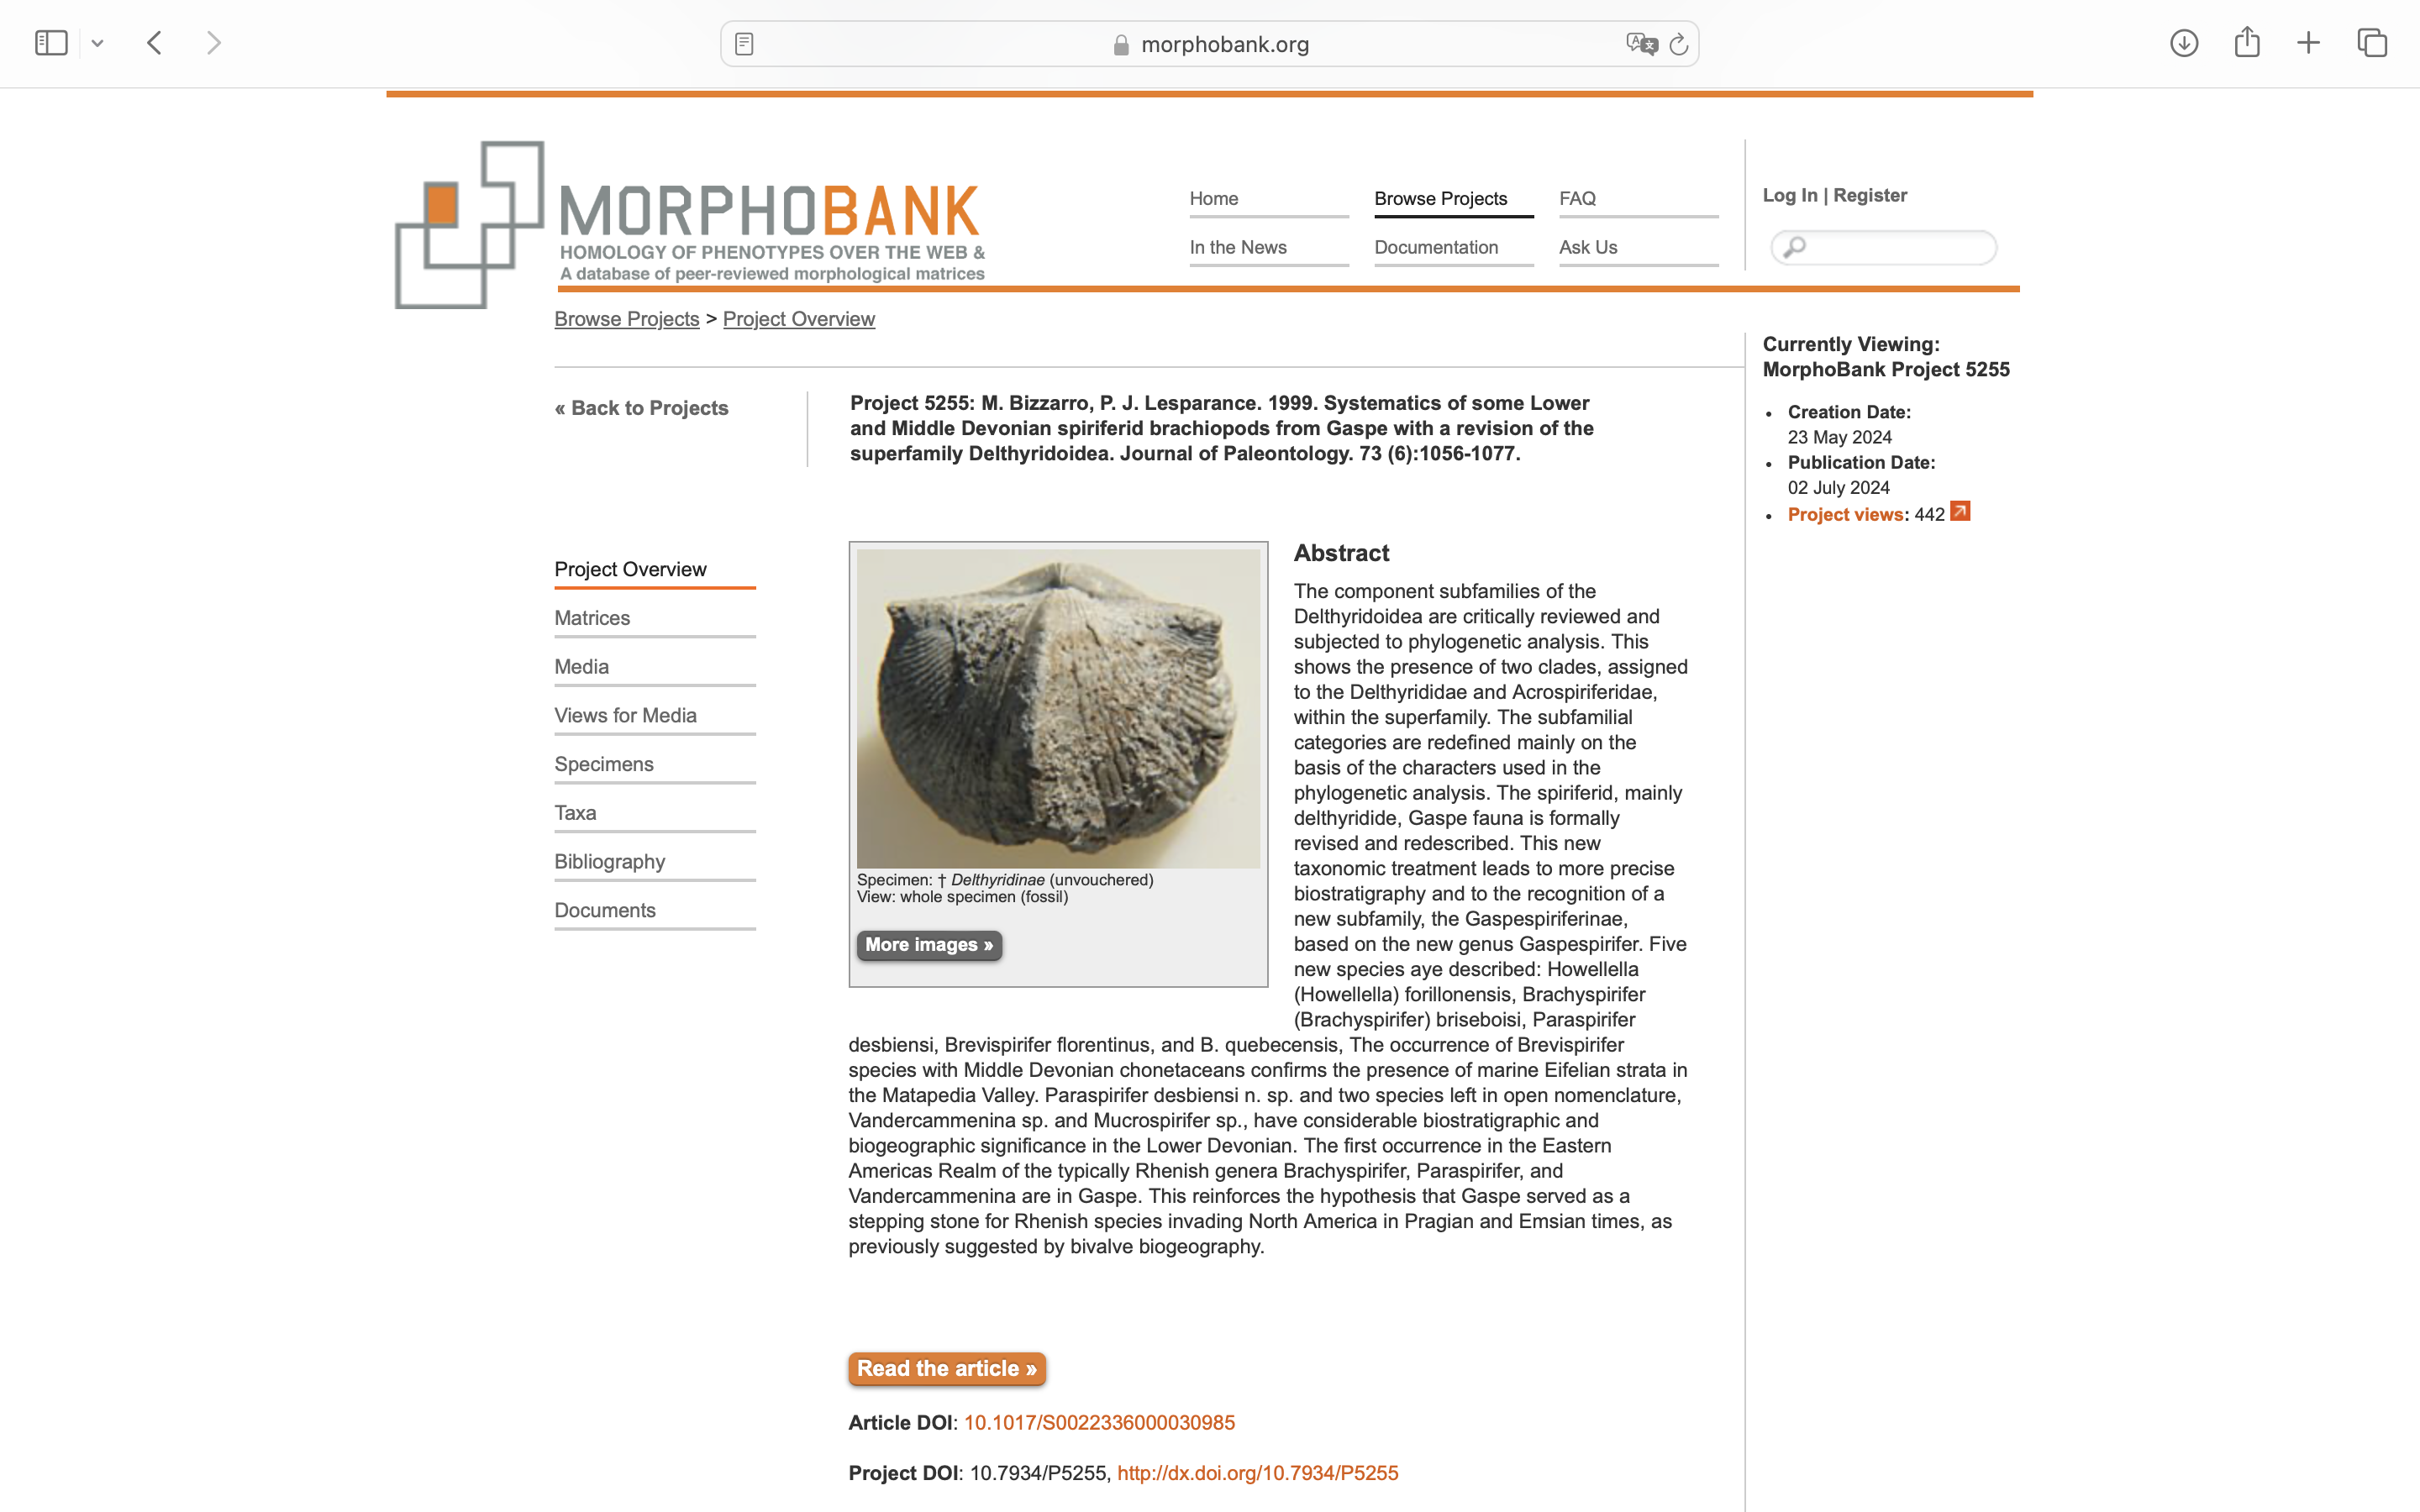 morphobank.org
MORPHOBANK
HOMOLOGY OF PHENOTYPES OVER THE WEB &
A database of peer-reviewed morphological matrices
Home
Browse Projects
FAQ
In the News
Documentation
Ask Us
Log In | Register
Browse Projects > Project Overview
Currently Viewing:
MorphoBank Project 5255
• Creation Date:
23 May 2024
• Publication Date:
02 July 2024
• Project views: 442
« Back to Projects
Project 5255: M. Bizzarro, P. J. Lesparance. 1999. Systematics of some Lower
and Middle Devonian spiriferid brachiopods from Gaspe with a revision of the
superfamily Delthyridoidea. Journal of Paleontology. 73 (6):1056-1077.
Project Overview
Matrices
Media
Views for Media
Specimens
Taxa
Bibliography
Documents
Specimen: † Delthyridinae (unvouchered)
View: whole specimen (fossil)
More images »
Abstract
The component subfamilies of the
Delthyridoidea are critically reviewed and
subjected to phylogenetic analysis. This
shows the presence of two clades, assigned
to the Delthyrididae and Acrospiriferidae,
within the superfamily. The subfamilial
categories are redefined mainly on the
basis of the characters used in the
phylogenetic analysis. The spiriferid, mainly
delthyridide, Gaspe fauna is formally
revised and redescribed. This new
taxonomic treatment leads to more precise
biostratigraphy and to the recognition of a
new subfamily, the Gaspespiriferinae,
based on the new genus Gaspespirifer. Five
new species aye described: Howellella
(Howellella) forillonensis, Brachyspirifer
(Brachyspirifer) briseboisi, Paraspirifer
desbiensi, Brevispirifer florentinus, and B. quebecensis, The occurrence of Brevispirifer
species with Middle Devonian chonetaceans confirms the presence of marine Eifelian strata in
the Matapedia Valley. Paraspirifer desbiensi n. sp. and two species left in open nomenclature,
Vandercammenina sp. and Mucrospirifer sp., have considerable biostratigraphic and
biogeographic significance in the Lower Devonian. The first occurrence in the Eastern
Americas Realm of the typically Rhenish genera Brachyspirifer, Paraspirifer, and
Vandercammenina are in Gaspe. This reinforces the hypothesis that Gaspe served as a
stepping stone for Rhenish species invading North America in Pragian and Emsian times, as
previously suggested by bivalve biogeography.
Read the article »
Article DOI: 10.1017/S0022336000030985
Project DOI: 10.7934/P5255, http://dx.doi.org/10.7934/P5255